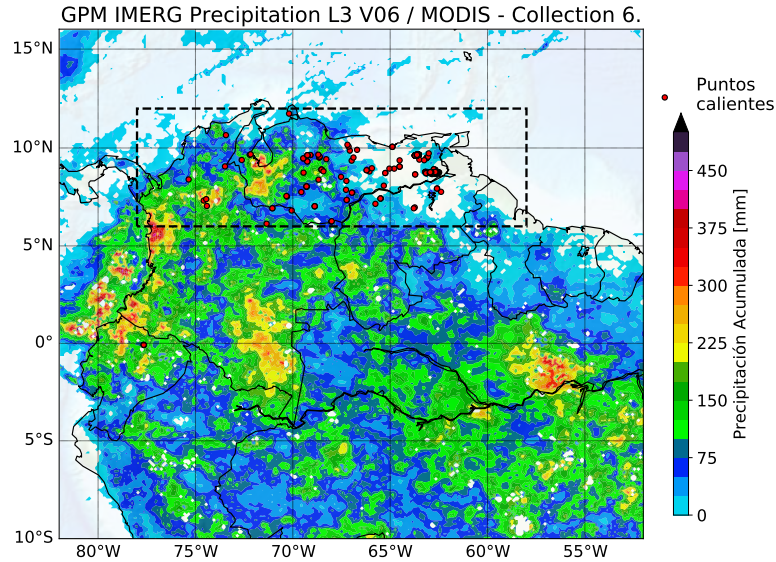 GPM IMERG Precipitation L3 V06 / MODIS - Collection 6.
15°N
10°N
5°N
0°
5°S
10°S
80°W
75°W
70°W
65°W
60°W
55°W
Puntos
calientes
450
375
300
225
150
75
0
Precipitación Acumulada [mm]